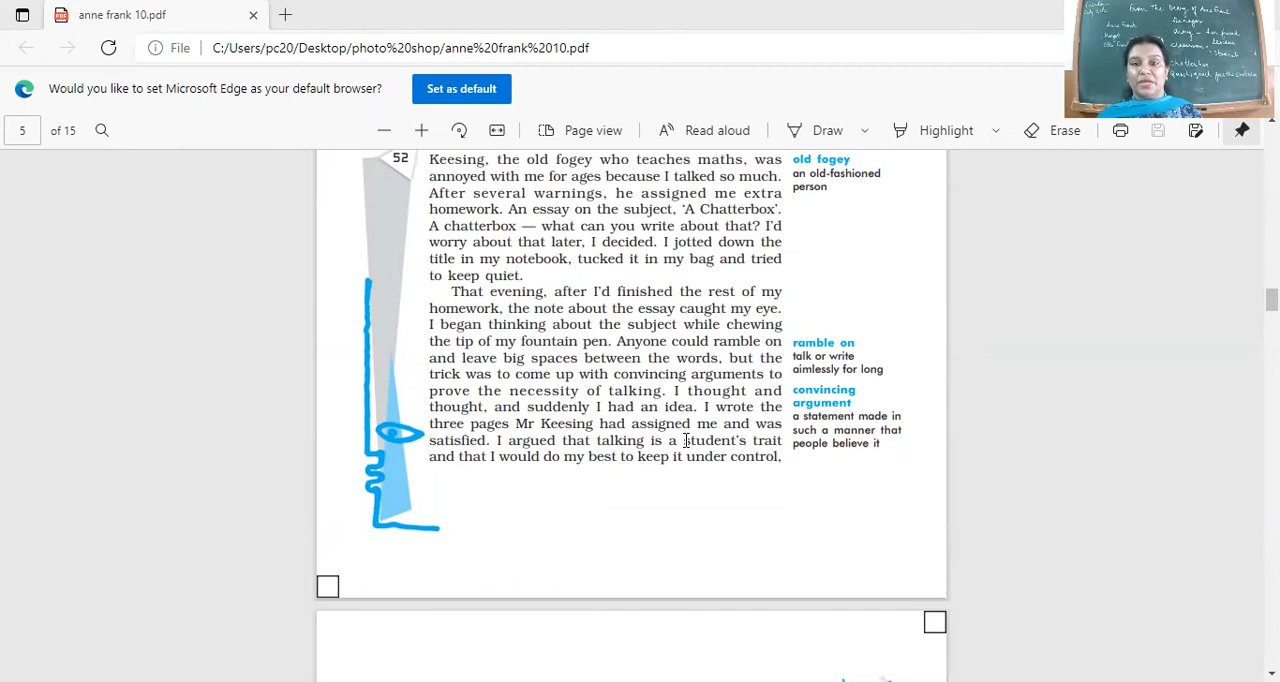 anne frank 10.pdf
File C:/Users/pc20/Desktop/photo%20shop/anne%20frank%2010.pdf
Would you like to set Microsoft Edge as your default browser? Set as default
5 of 15 Page view Read aloud Draw Highlight Erase
52
Keesing, the old fogey who teaches maths, was
annoyed with me for ages because I talked so much.
After several warnings, he assigned me extra
homework. An essay on the subject, ‘A Chatterbox’.
A chatterbox — what can you write about that? I’d
worry about that later, I decided. I jotted down the
title in my notebook, tucked it in my bag and tried
to keep quiet.
That evening, after I’d finished the rest of my
homework, the note about the essay caught my eye.
I began thinking about the subject while chewing
the tip of my fountain pen. Anyone could ramble on
and leave big spaces between the words, but the
trick was to come up with convincing arguments to
prove the necessity of talking. I thought and
thought, and suddenly I had an idea. I wrote the
three pages Mr Keesing had assigned me and was
satisfied. I argued that talking is a student’s trait
and that I would do my best to keep it under control,
old fogey
an old-fashioned
person
ramble on
talk or write
aimlessly for long
convincing
argument
a statement made in
such a manner that
people believe it
From The Diary of Anne Frank
Anne Frank